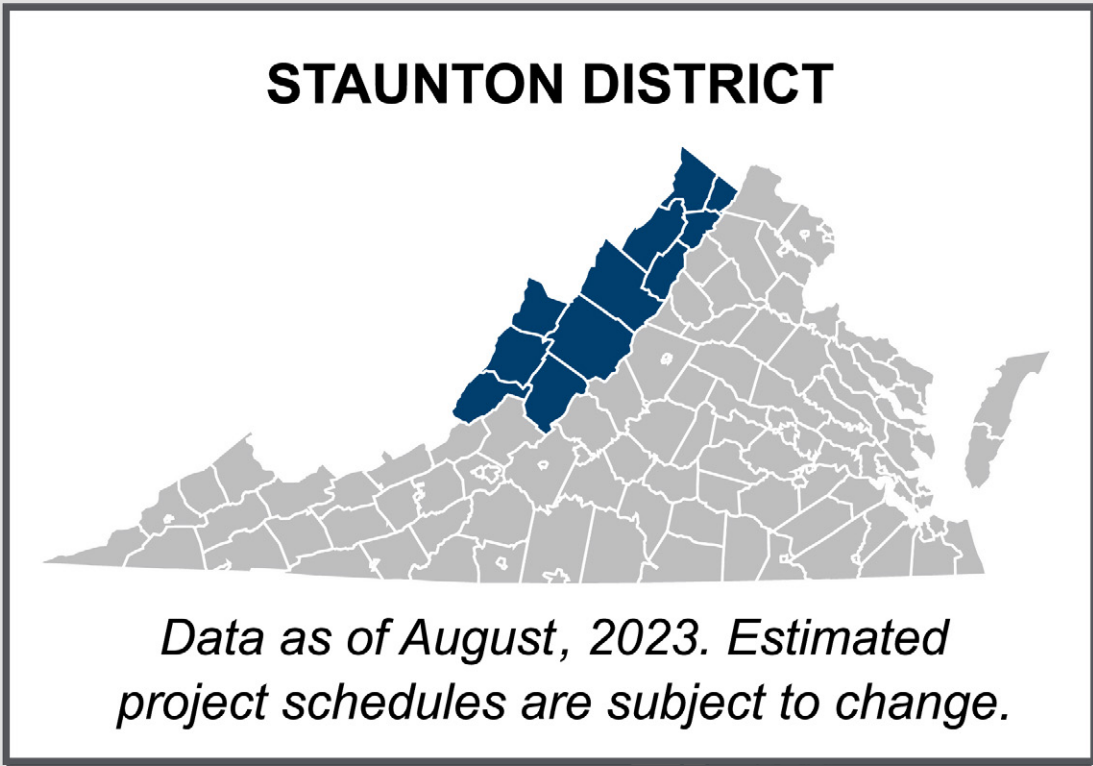 STAUNTON DISTRICT
Data as of August, 2023. Estimated
project schedules are subject to change.